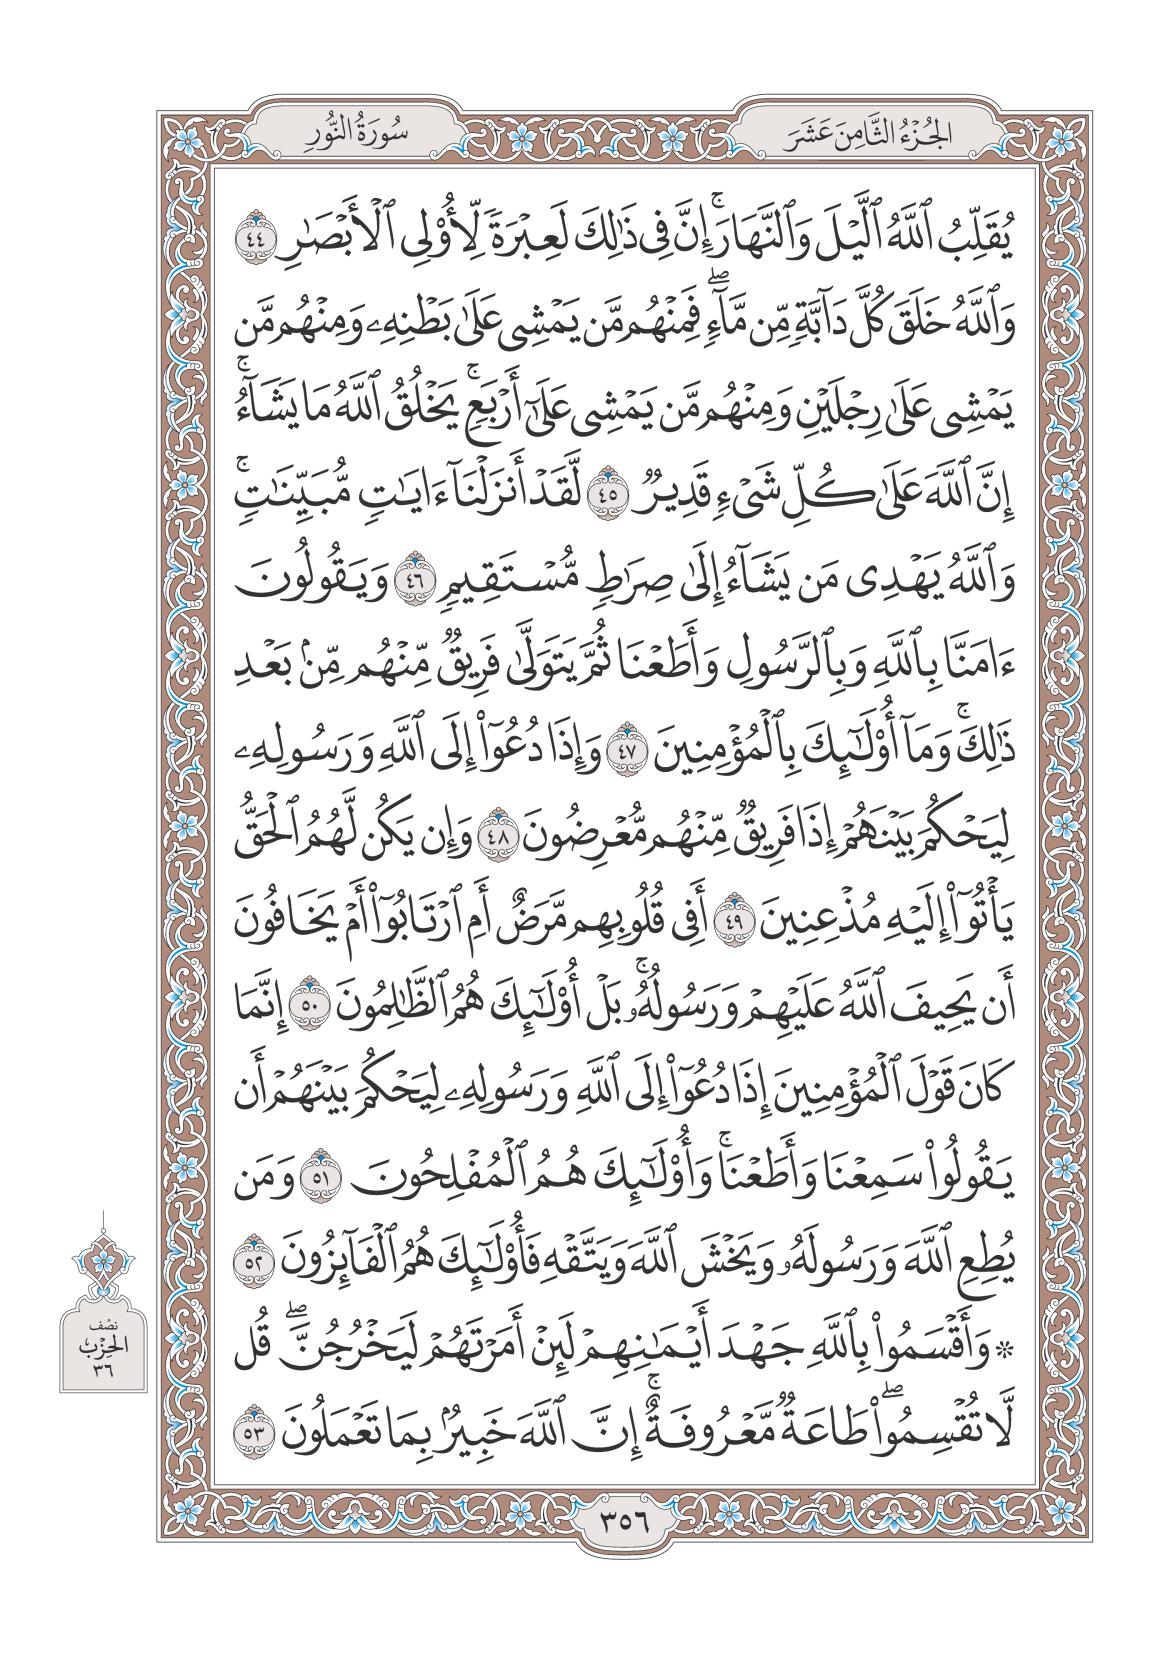 الجُزْءُ الثَّامِنَ عَشَرَ
سُورَةُ النُّورِ
يُقَلِّبُ ٱللَّهُ ٱلَّيْلَ وَٱلنَّهَارَۚ إِنَّ فِى ذَٰلِكَ لَعِبْرَةً لِّأُو۟لِى ٱلْأَبْصَٰرِ ٤٤
وَٱللَّهُ خَلَقَ كُلَّ دَآبَّةٍ مِّن مَّآءٍۖ فَمِنْهُم مَّن يَمْشِى عَلَىٰ بَطْنِهِۦ وَمِنْهُم مَّن
يَمْشِى عَلَىٰ رِجْلَيْنِ وَمِنْهُم مَّن يَمْشِى عَلَىٰٓ أَرْبَعٍۚ يَخْلُقُ ٱللَّهُ مَا يَشَآءُۚ
إِنَّ ٱللَّهَ عَلَىٰ كُلِّ شَىْءٍ قَدِيرٌ ٤٥ لَّقَدْ أَنزَلْنَآ ءَايَٰتٍ مُّبَيِّنَٰتٍۚ
وَٱللَّهُ يَهْدِى مَن يَشَآءُ إِلَىٰ صِرَٰطٍ مُّسْتَقِيمٍ ٤٦ وَيَقُولُونَ
ءَامَنَّا بِٱللَّهِ وَبِٱلرَّسُولِ وَأَطَعْنَا ثُمَّ يَتَوَلَّىٰ فَرِيقٌ مِّنْهُم مِّنۢ بَعْدِ
ذَٰلِكَۚ وَمَآ أُو۟لَٰٓئِكَ بِٱلْمُؤْمِنِينَ ٤٧ وَإِذَا دُعُوٓا۟ إِلَى ٱللَّهِ وَرَسُولِهِۦ
لِيَحْكُمَ بَيْنَهُمْ إِذَا فَرِيقٌ مِّنْهُم مُّعْرِضُونَ ٤٨ وَإِن يَكُن لَّهُمُ ٱلْحَقُّ
يَأْتُوٓا۟ إِلَيْهِ مُذْعِنِينَ ٤٩ أَفِى قُلُوبِهِم مَّرَضٌ أَمِ ٱرْتَابُوٓا۟ أَمْ يَخَافُونَ
أَن يَحِيفَ ٱللَّهُ عَلَيْهِمْ وَرَسُولُهُۥۚ بَلْ أُو۟لَٰٓئِكَ هُمُ ٱلظَّٰلِمُونَ ٥٠ إِنَّمَا
كَانَ قَوْلَ ٱلْمُؤْمِنِينَ إِذَا دُعُوٓا۟ إِلَى ٱللَّهِ وَرَسُولِهِۦ لِيَحْكُمَ بَيْنَهُمْ أَن
يَقُولُوا۟ سَمِعْنَا وَأَطَعْنَاۚ وَأُو۟لَٰٓئِكَ هُمُ ٱلْمُفْلِحُونَ ٥١ وَمَن
يُطِعِ ٱللَّهَ وَرَسُولَهُۥ وَيَخْشَ ٱللَّهَ وَيَتَّقْهِ فَأُو۟لَٰٓئِكَ هُمُ ٱلْفَآئِزُونَ ٥٢
۞ وَأَقْسَمُوا۟ بِٱللَّهِ جَهْدَ أَيْمَٰنِهِمْ لَئِنْ أَمَرْتَهُمْ لَيَخْرُجُنَّۖ قُل
لَّا تُقْسِمُوا۟ۖ طَاعَةٌ مَّعْرُوفَةٌۚ إِنَّ ٱللَّهَ خَبِيرٌۢ بِمَا تَعْمَلُونَ ٥٣
نصْف
الحِزْب
٣٦
٣٥٦